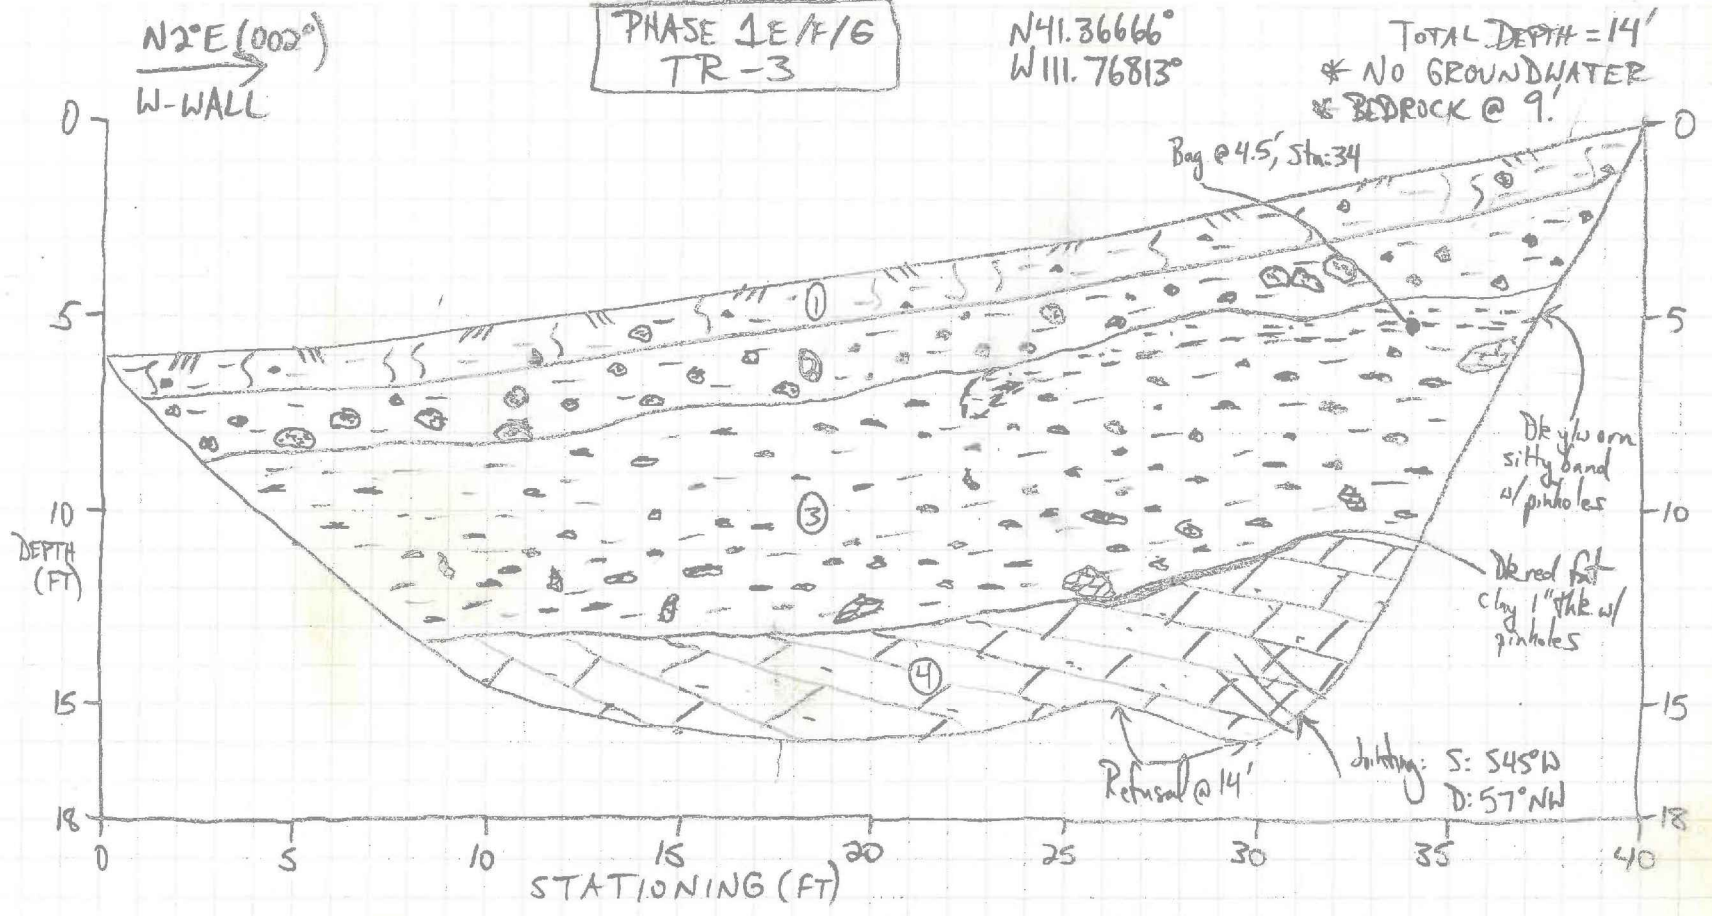 N2°E (002°)
W-WALL
PHASE 1E/F/G
TR-3
N41.36666°
W111.76813°
TOTAL DEPTH = 14'
* NO GROUNDWATER
* BEDROCK @ 9.'
Bag @ 4.5', Sta: 34
0
5
10
15
18
DEPTH
(FT)
0
5
10
15
18
1
3
4
Dk ylw orn
silty band
w/ pinholes
Dk red fat
clay 1" thk w/
pinholes
Refusal @ 14'
Jointing: S: S45°W
D: 57°NW
0 5 10 15 20 25 30 35 40
STATIONING (FT)